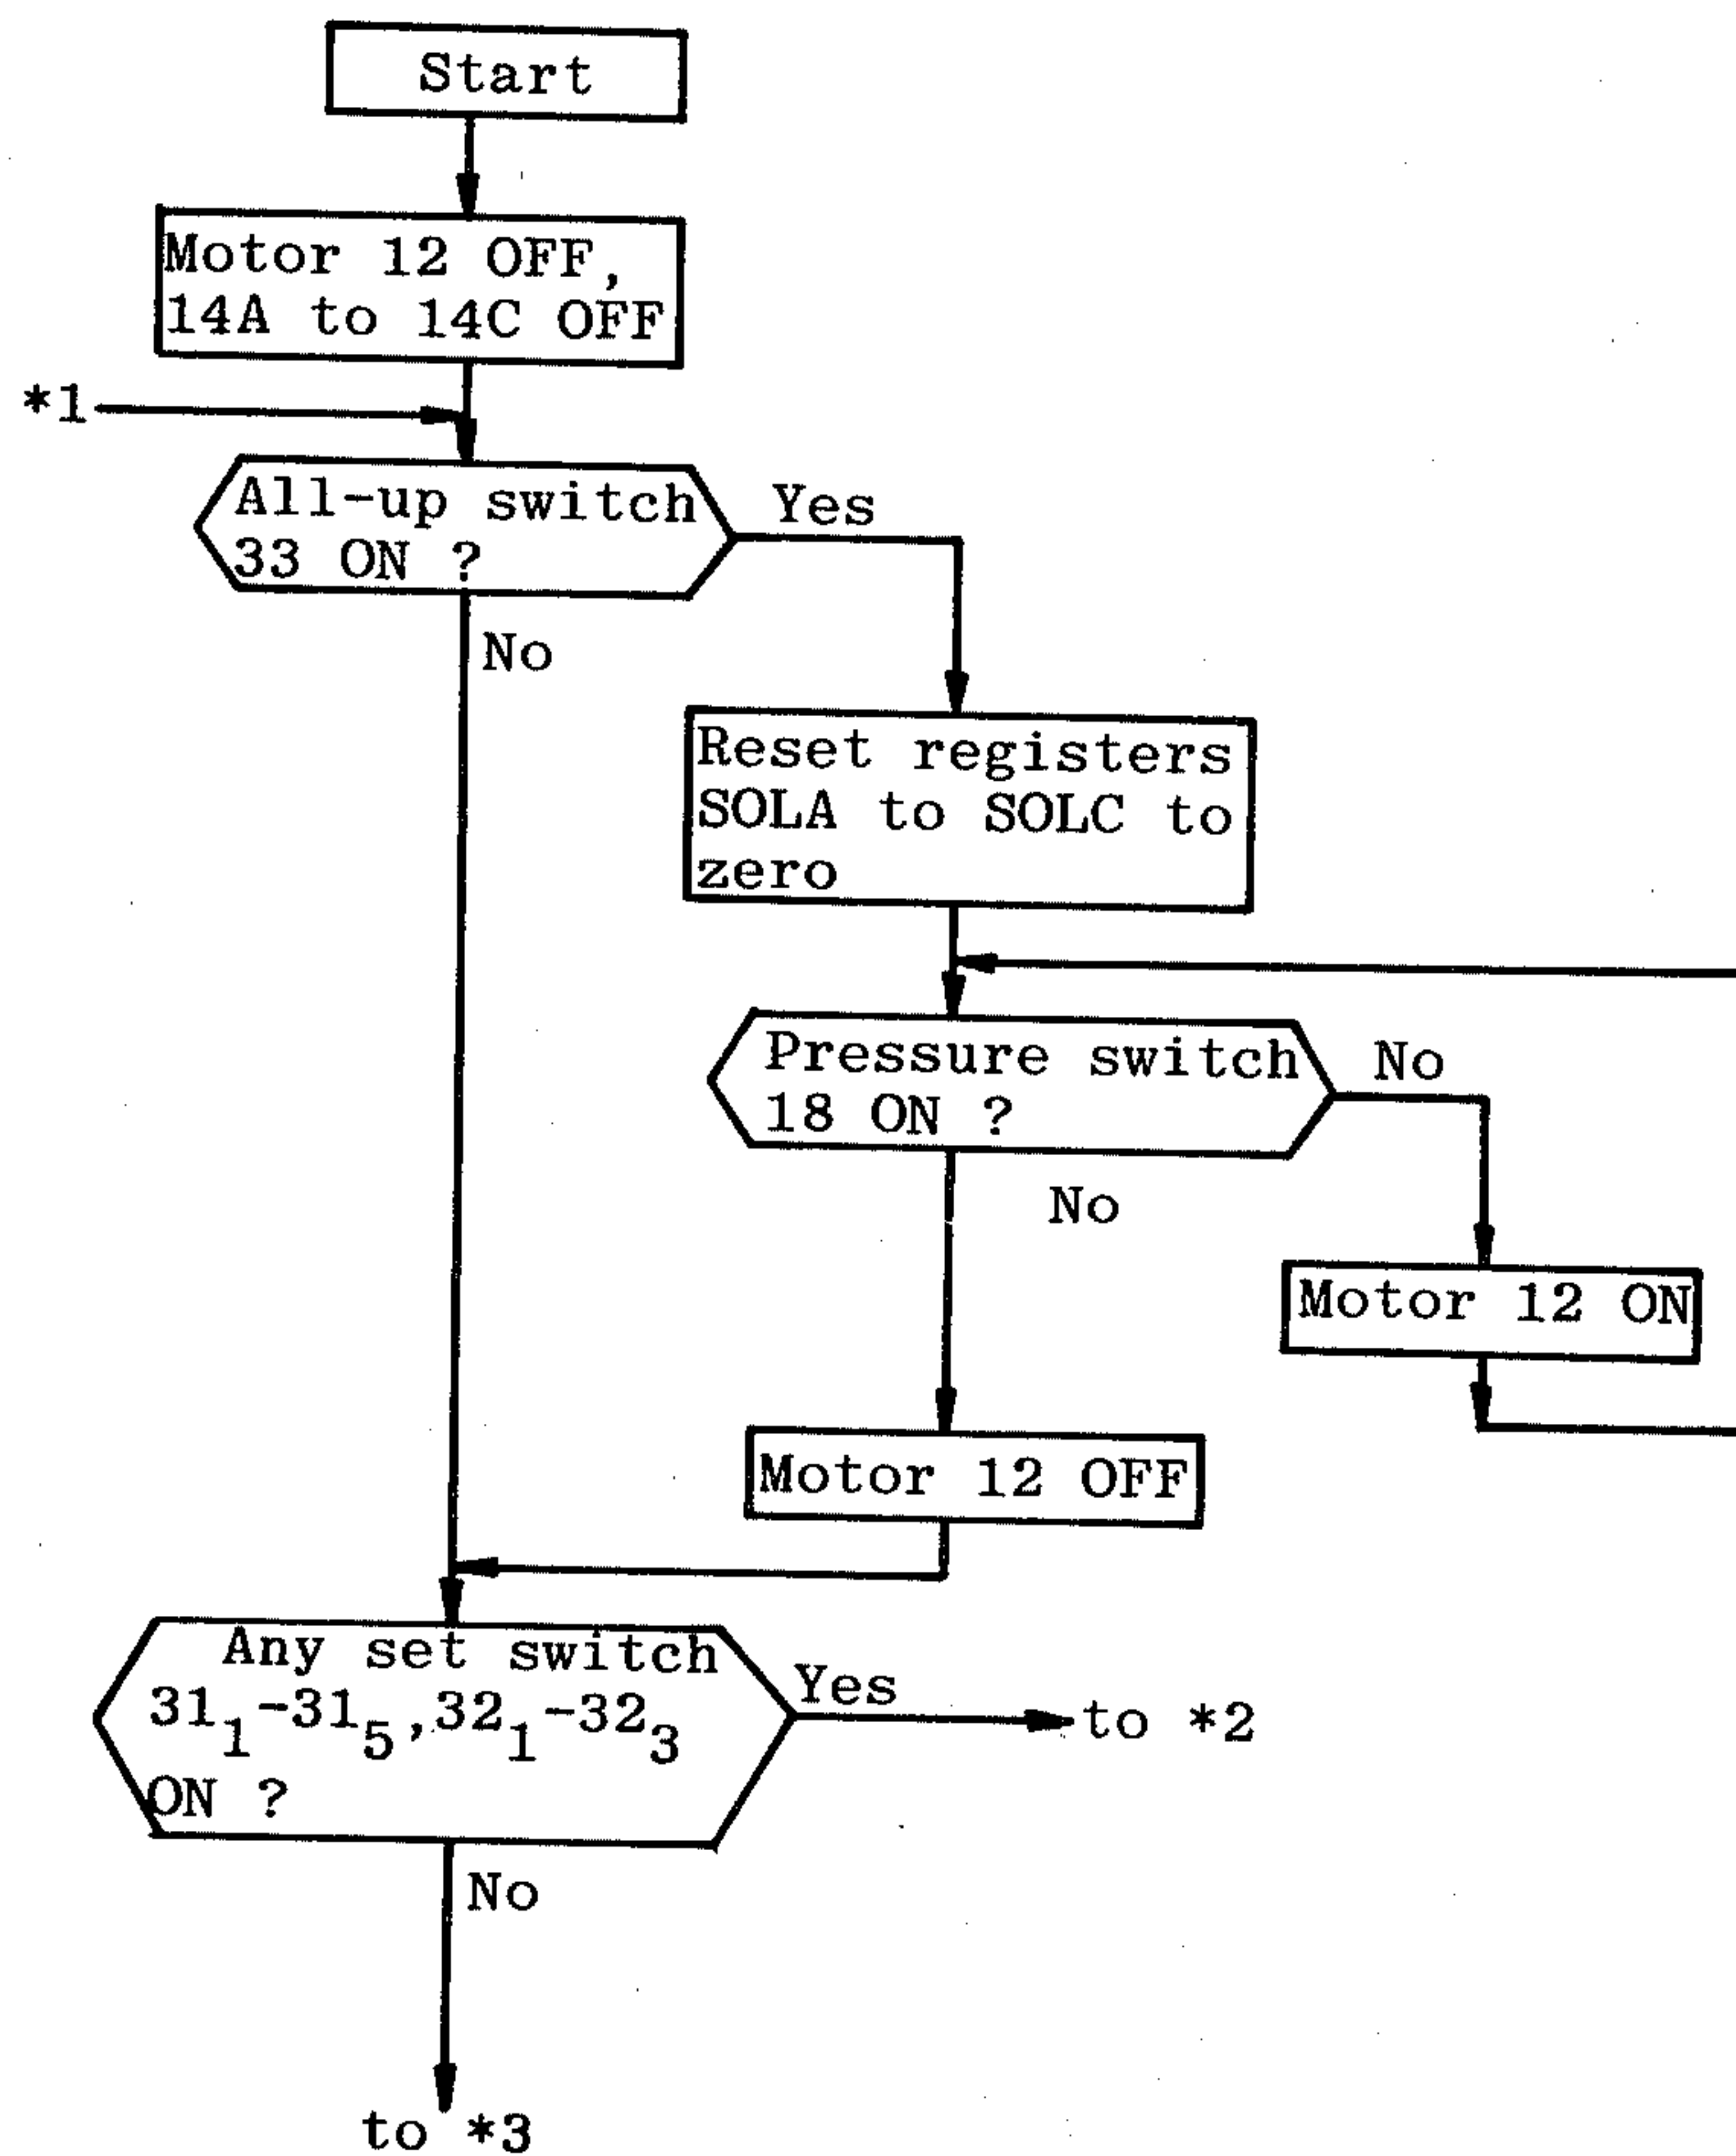 Start
Motor 12 OFF,
14A to 14C OFF
*1
All-up switch
33 ON ?
Yes
No
Reset registers
SOLA to SOLC to
zero
Pressure switch
18 ON ?
No
No
Motor 12 ON
Motor 12 OFF
Any set switch
31₁-31₅,32₁-32₃
ON ?
Yes
to *2
No
to *3